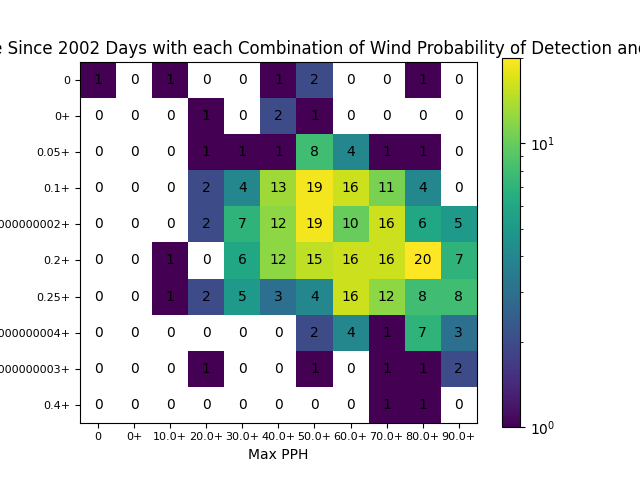 e Since 2002 Days with each Combination of Wind Probability of Detection an
0 1 0 1 0 0 1 2 0 0 1 0
0+ 0 0 0 1 0 2 1 0 0 0 0
0.05+ 0 0 0 1 1 1 8 4 1 1 0
0.1+ 0 0 0 2 4 13 19 16 11 4 0
000000002+ 0 0 0 2 7 12 19 10 16 6 5
0.2+ 0 0 1 0 6 12 15 16 16 20 7
0.25+ 0 0 1 2 5 3 4 16 12 8 8
000000004+ 0 0 0 0 0 0 2 4 1 7 3
000000003+ 0 0 0 1 0 0 1 0 1 1 2
0.4+ 0 0 0 0 0 0 0 0 1 1 0
0 0+ 10.0+ 20.0+ 30.0+ 40.0+ 50.0+ 60.0+ 70.0+ 80.0+ 90.0+
Max PPH
10¹
10⁰